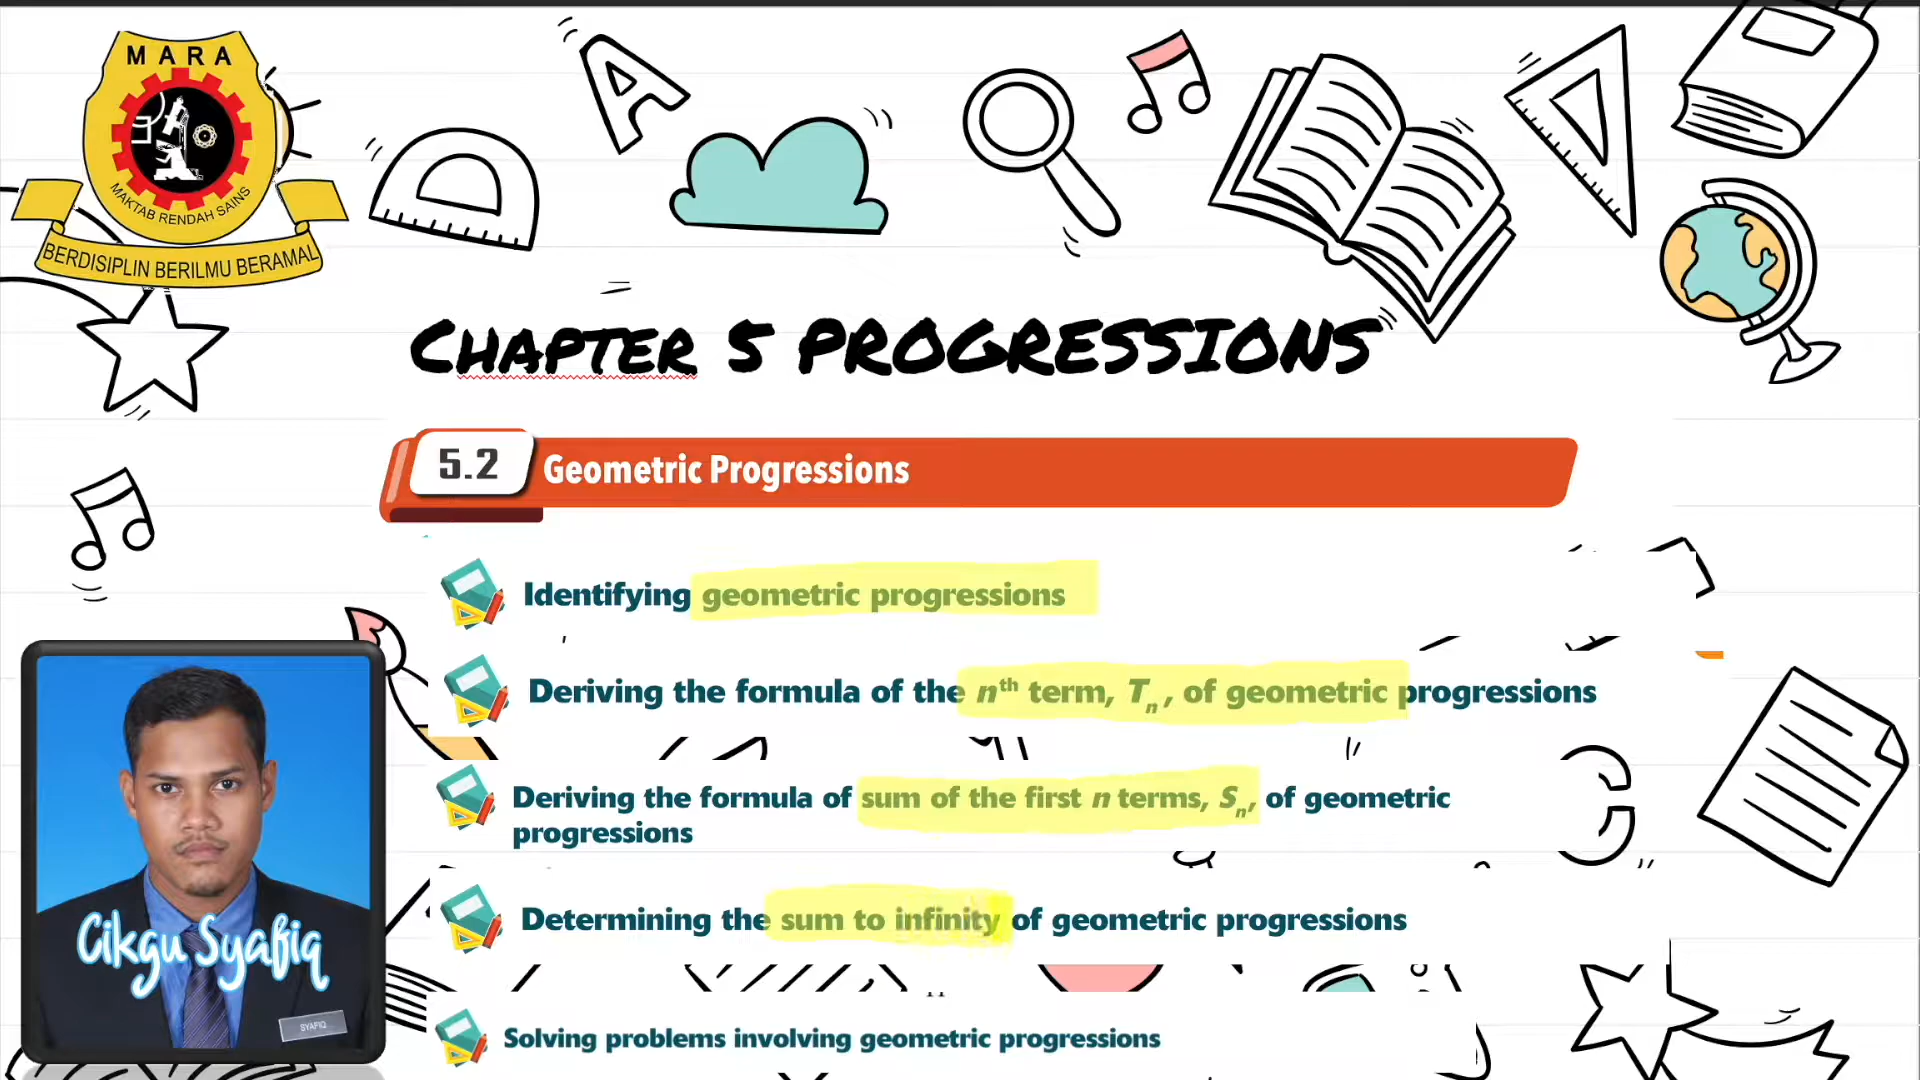 MARA
MAKTAB RENDAH SAINS
BERDISIPLIN BERILMU BERAMAL
CHAPTER 5 PROGRESSIONS
5.2 Geometric Progressions
Identifying geometric progressions
Deriving the formula of the nth term, Tn, of geometric progressions
Deriving the formula of sum of the first n terms, Sn, of geometric
progressions
Determining the sum to infinity of geometric progressions
Solving problems involving geometric progressions
Cikgu Syafiq
SYAFIQ